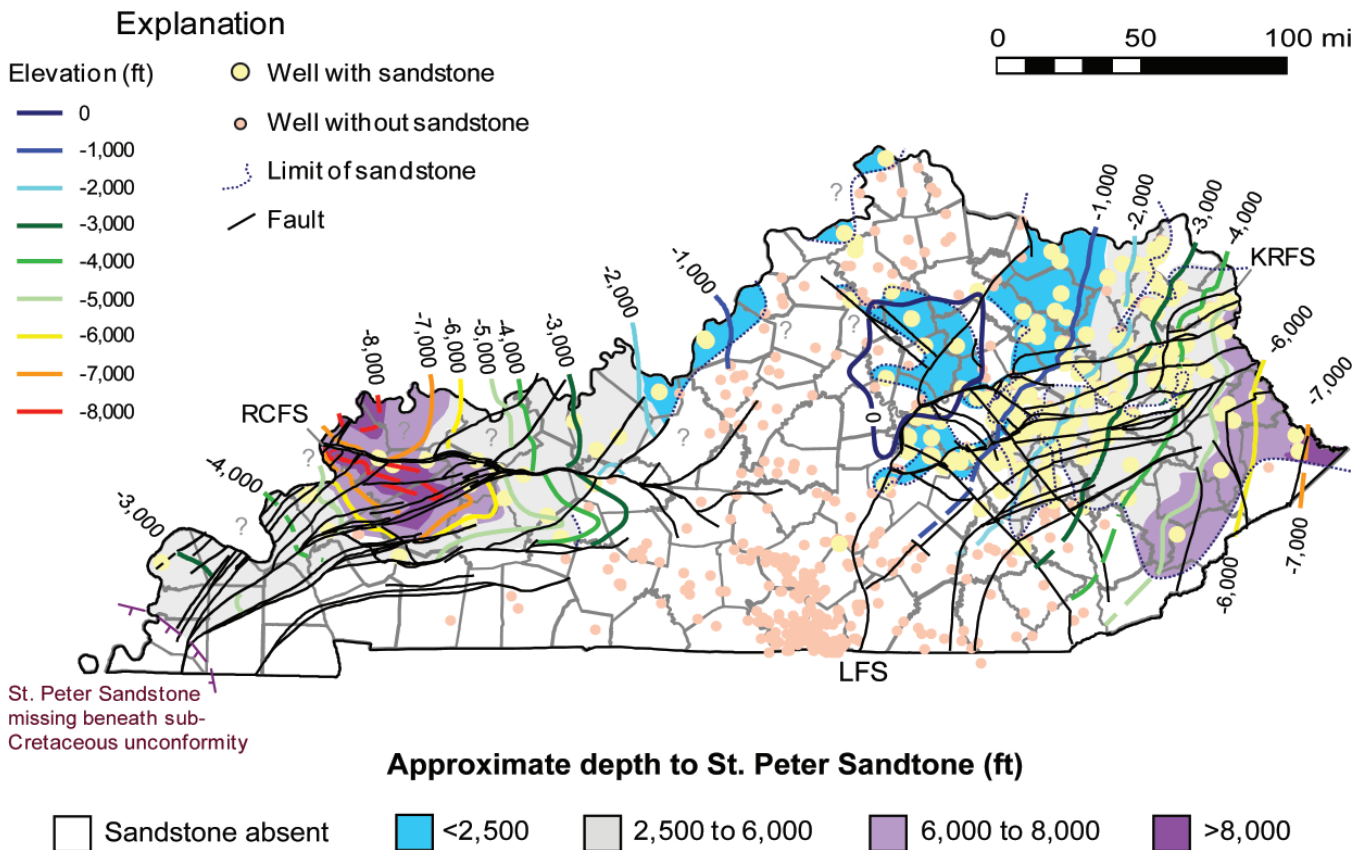 Explanation
Elevation (ft)
0
-1,000
-2,000
-3,000
-4,000
-5,000
-6,000
-7,000
-8,000
Well with sandstone
Well without sandstone
Limit of sandstone
Fault
0 50 100 mi
-1,000
-2,000
-3,000
-4,000
KRFS
-6,000
-7,000
?
-1,000
-2,000
-3,000
-4,000
-5,000
-6,000
-7,000
-8,000
?
?
RCFS
?
?
?
?
0
-4,000
-3,000
?
-6,000
-7,000
LFS
St. Peter Sandstone
missing beneath sub-
Cretaceous unconformity
Approximate depth to St. Peter Sandtone (ft)
Sandstone absent
<2,500
2,500 to 6,000
6,000 to 8,000
>8,000